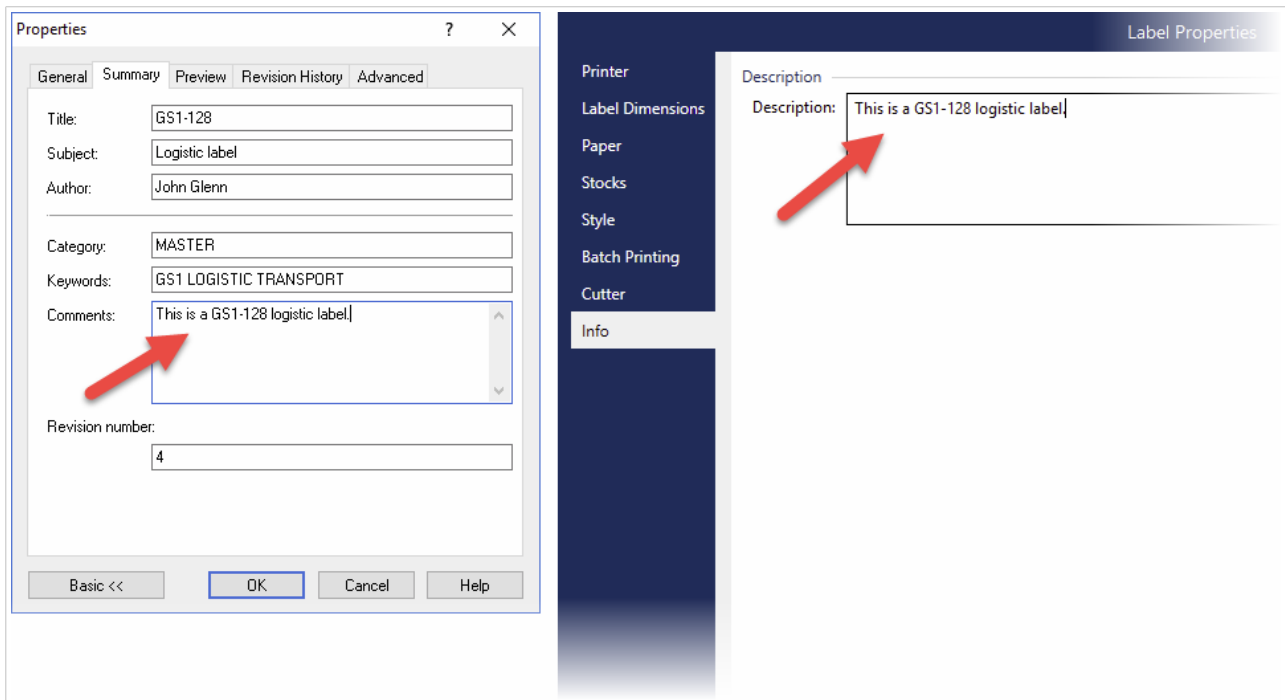 Properties
?
General Summary Preview Revision History Advanced
Title: GS1-128
Subject: Logistic label
Author: John Glenn
Category: MASTER
Keywords: GS1 LOGISTIC TRANSPORT
Comments: This is a GS1-128 logistic label.
Revision number:
4
Basic << OK Cancel Help
Label Properties
Printer
Label Dimensions
Paper
Stocks
Style
Batch Printing
Cutter
Info
Description
Description: This is a GS1-128 logistic label.